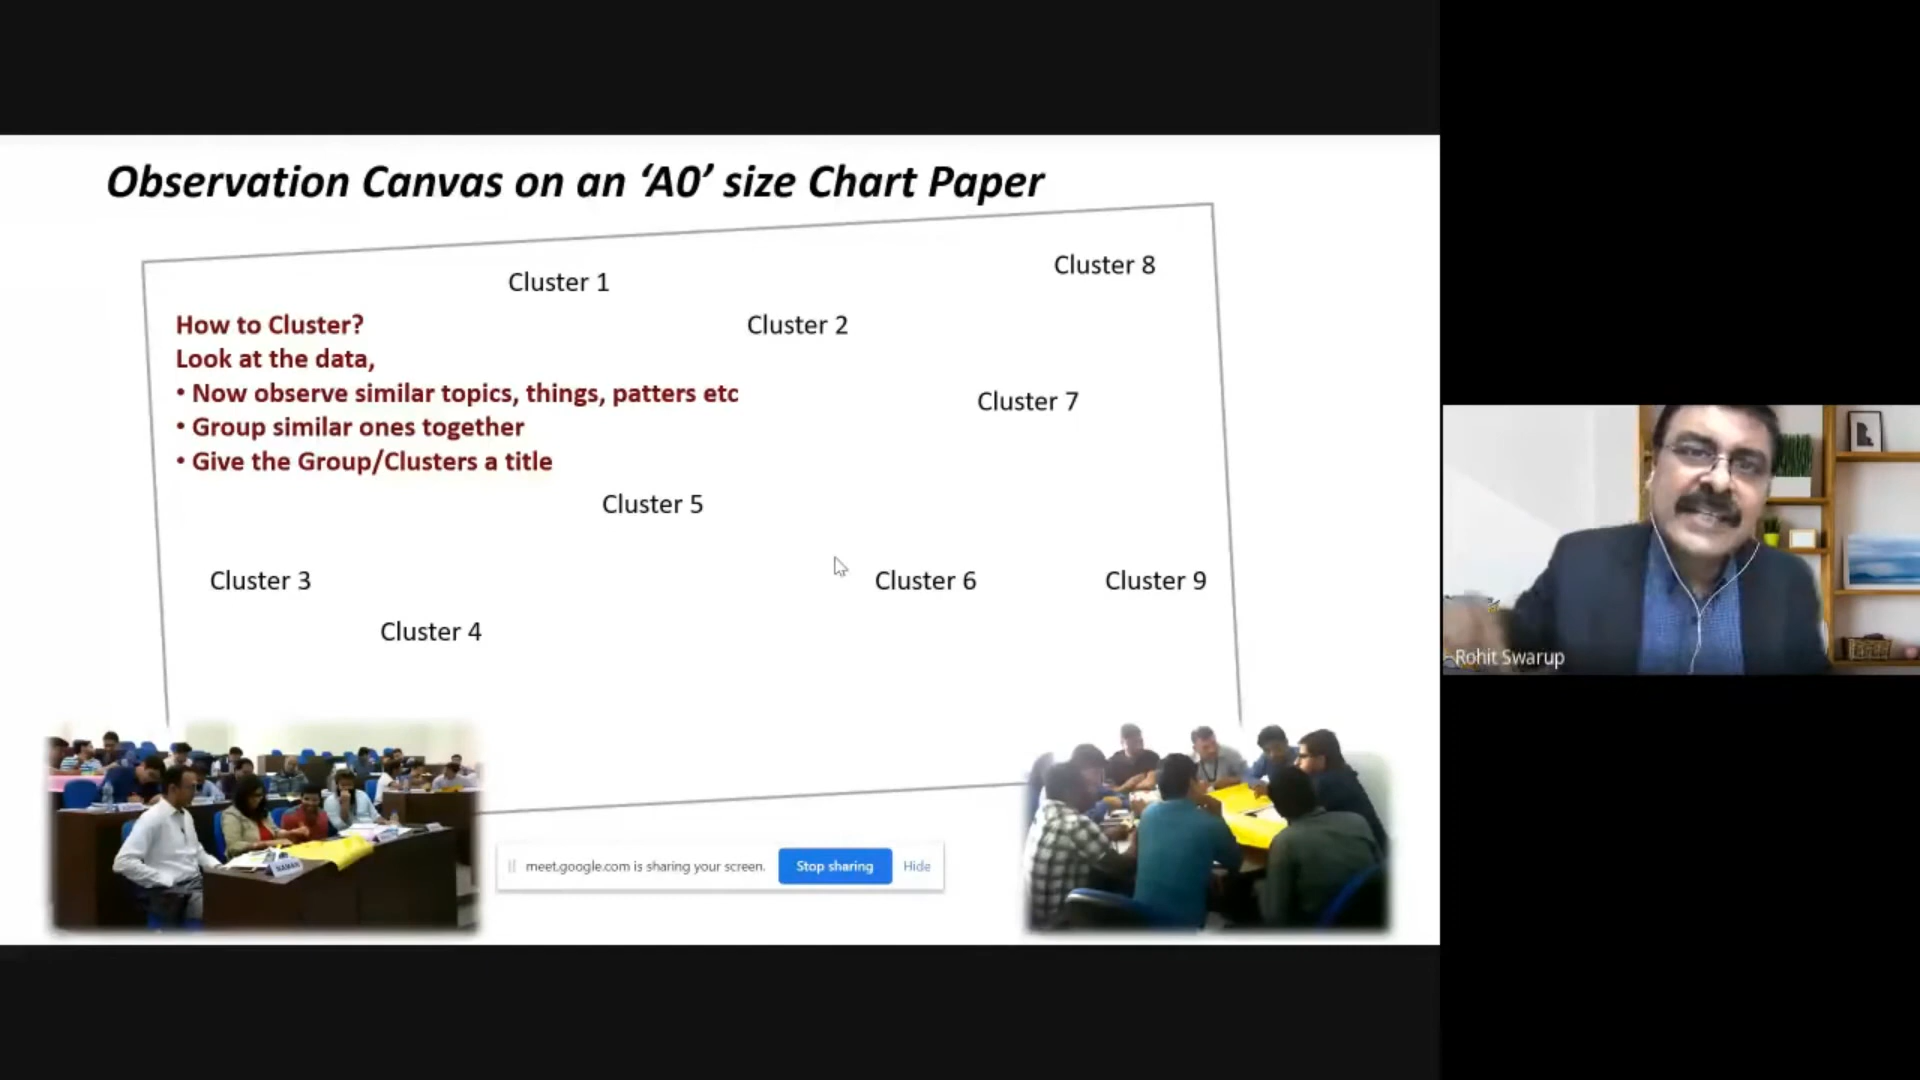 Observation Canvas on an ‘A0’ size Chart Paper
Cluster 8
Cluster 1
Cluster 2
How to Cluster?
Look at the data,
• Now observe similar topics, things, patters etc
• Group similar ones together
• Give the Group/Clusters a title
Cluster 7
Cluster 5
Cluster 3
Cluster 6
Cluster 9
Cluster 4
meet.google.com is sharing your screen.
Stop sharing
Hide
Rohit Swarup